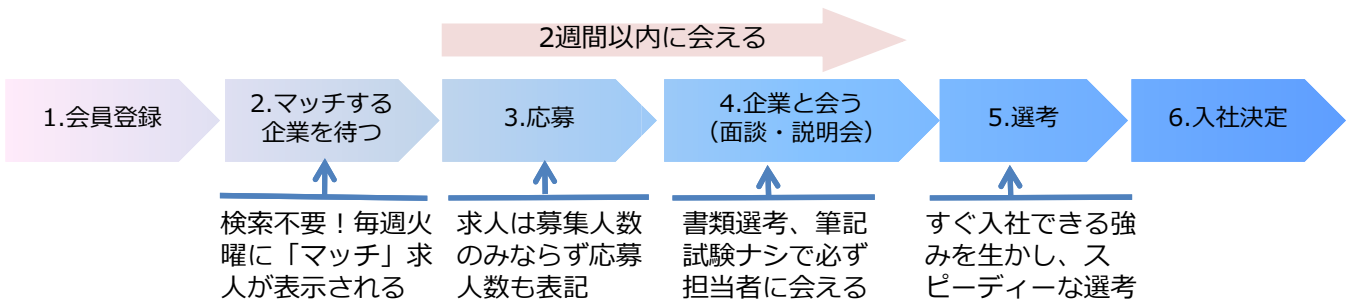 2週間以内に会える
1.会員登録
2.マッチする
企業を待つ
3.応募
4.企業と会う
（面談・説明会）
5.選考
6.入社決定
検索不要！毎週火
曜に「マッチ」求
人が表示される
求人は募集人数
のみならず応募
人数も表記
書類選考、筆記
試験ナシで必ず
担当者に会える
すぐ入社できる強
みを生かし、ス
ピーディーな選考